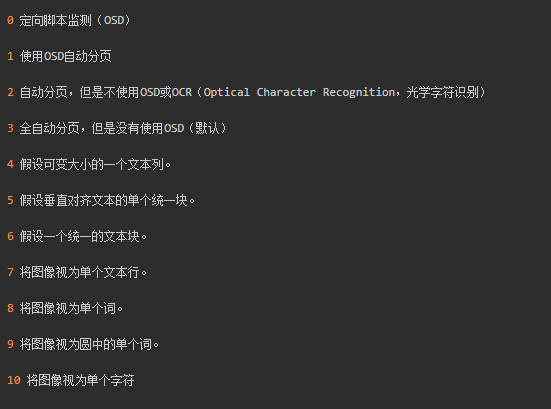 0 定向脚本监测（OSD）
1 使用OSD自动分页
2 自动分页，但是不使用OSD或OCR（Optical Character Recognition，光学字符识别）
3 全自动分页，但是没有使用OSD（默认）
4 假设可变大小的一个文本列。
5 假设垂直对齐文本的单个统一块。
6 假设一个统一的文本块。
7 将图像视为单个文本行。
8 将图像视为单个词。
9 将图像视为圆中的单个词。
10 将图像视为单个字符